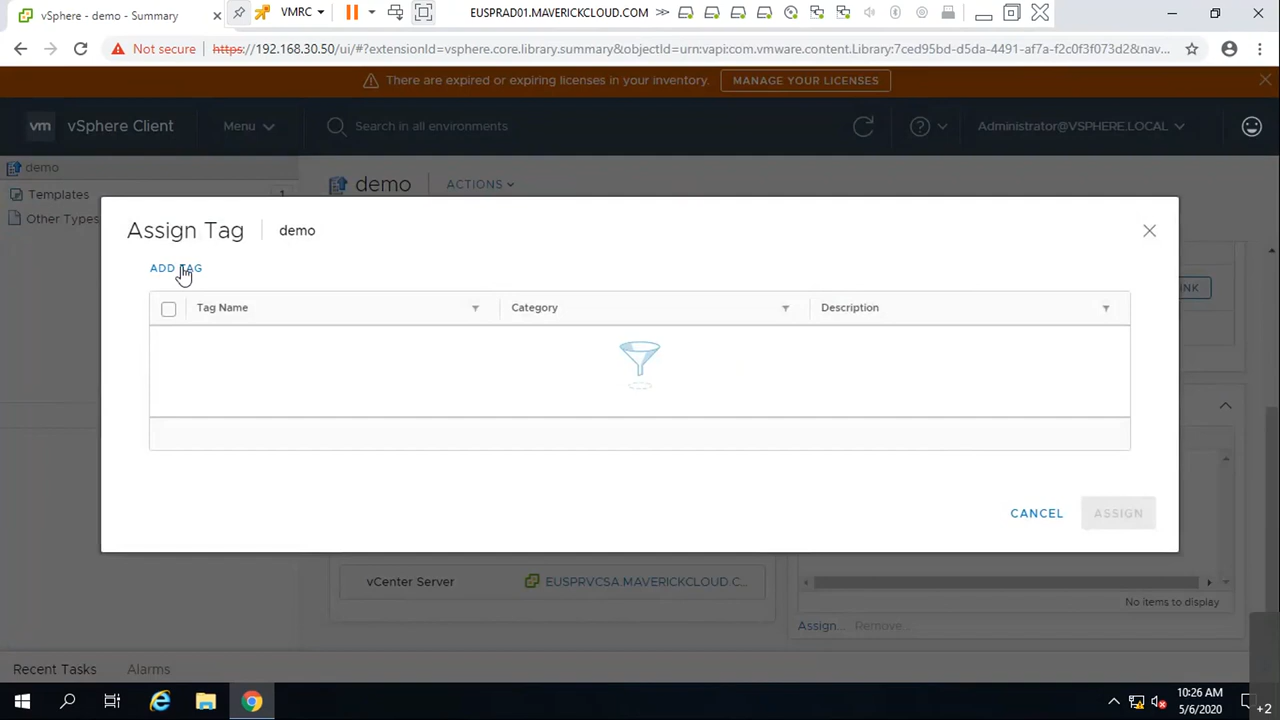 vSphere - demo - Summary
VMRC
EUSPRAD01.MAVERICKCLOUD.COM
Not secure
https://192.168.30.50/ui/#?extensionId=vsphere.core.library.summary&objectId=urn:vapi:com.vmware.content.Library:7ced95bd-d5da-4491-af7a-f2c0f3f073d2&nav...
There are expired or expiring licenses in your inventory.
MANAGE YOUR LICENSES
vm vSphere Client
Menu
Search in all environments
Administrator@VSPHERE.LOCAL
demo
Templates
1
Other Types
demo
ACTIONS
Assign Tag
demo
ADD TAG
Tag Name
Category
Description
CANCEL
ASSIGN
vCenter Server
EUSPRVCSA.MAVERICKCLOUD.C...
No items to display
Assign...
Remove...
Recent Tasks
Alarms
10:26 AM
5/6/2020
+2